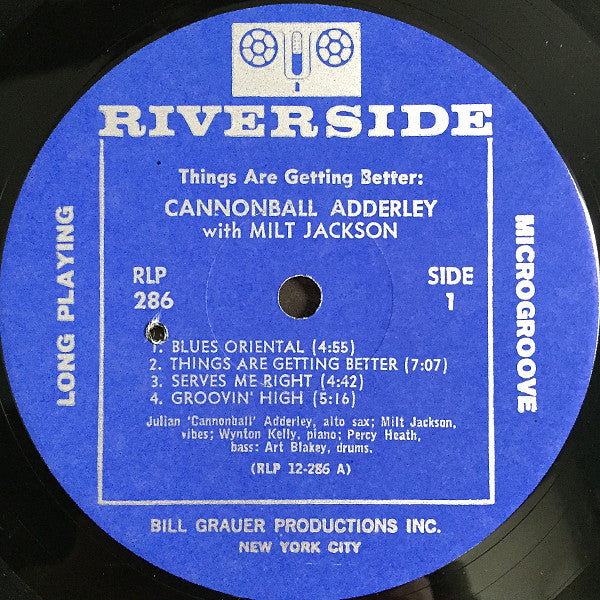 RIVERSIDE
Things Are Getting Better:
CANNONBALL ADDERLEY
with MILT JACKSON
LONG PLAYING
MICROGROOVE
RLP
286
SIDE
1
1. BLUES ORIENTAL (4:55)
2. THINGS ARE GETTING BETTER (7:07)
3. SERVES ME RIGHT (4:42)
4. GROOVIN' HIGH (5:16)
Julian 'Cannonball' Adderley, alto sax; Milt Jackson,
vibes; Wynton Kelly, piano; Percy Heath,
bass: Art Blakey, drums.
(RLP 12-286 A)
BILL GRAUER PRODUCTIONS INC.
NEW YORK CITY